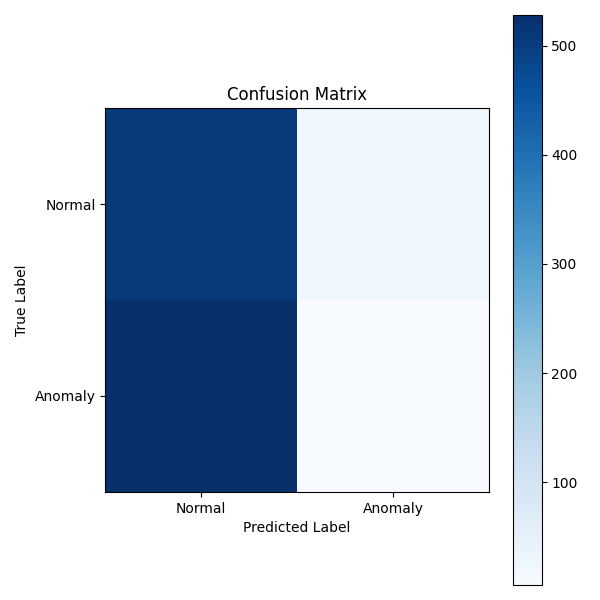 Confusion Matrix
500
400
300
200
100
Normal
Anomaly
True Label
Normal
Anomaly
Predicted Label